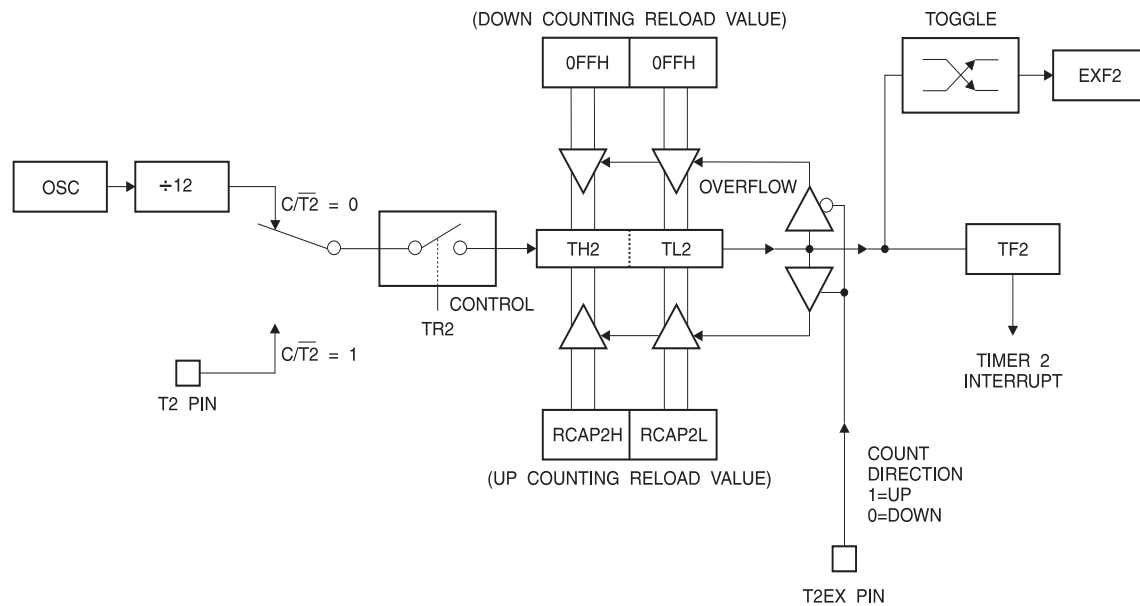 (DOWN COUNTING RELOAD VALUE)
TOGGLE
0FFH 0FFH
EXF2
OSC
÷12
C/T2̅ = 0
OVERFLOW
TH2 TL2
TF2
CONTROL
TR2
C/T2̅ = 1
TIMER 2
INTERRUPT
T2 PIN
RCAP2H RCAP2L
(UP COUNTING RELOAD VALUE)
COUNT
DIRECTION
1=UP
0=DOWN
T2EX PIN